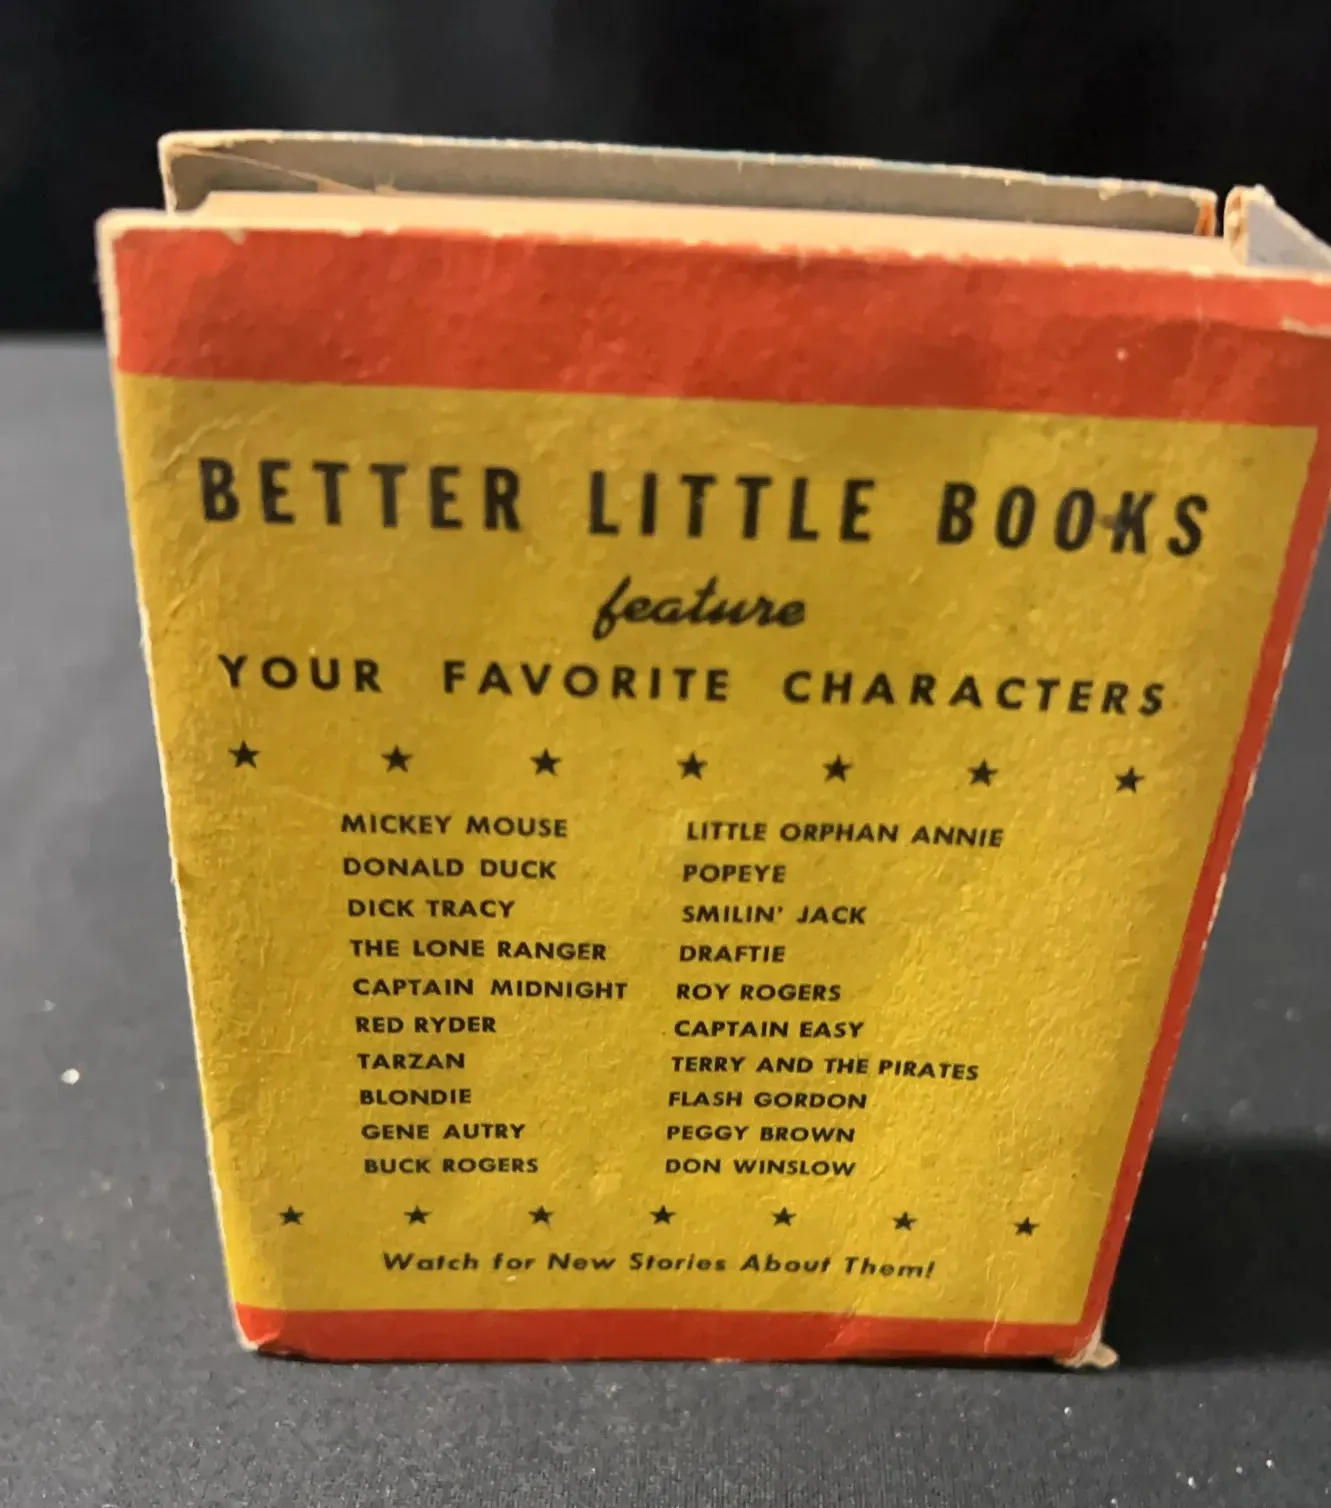 BETTER LITTLE BOOKS
feature
YOUR FAVORITE CHARACTERS
MICKEY MOUSE
DONALD DUCK
DICK TRACY
THE LONE RANGER
CAPTAIN MIDNIGHT
RED RYDER
TARZAN
BLONDIE
GENE AUTRY
BUCK ROGERS
LITTLE ORPHAN ANNIE
POPEYE
SMILIN' JACK
DRAFTIE
ROY ROGERS
CAPTAIN EASY
TERRY AND THE PIRATES
FLASH GORDON
PEGGY BROWN
DON WINSLOW
Watch for New Stories About Them!